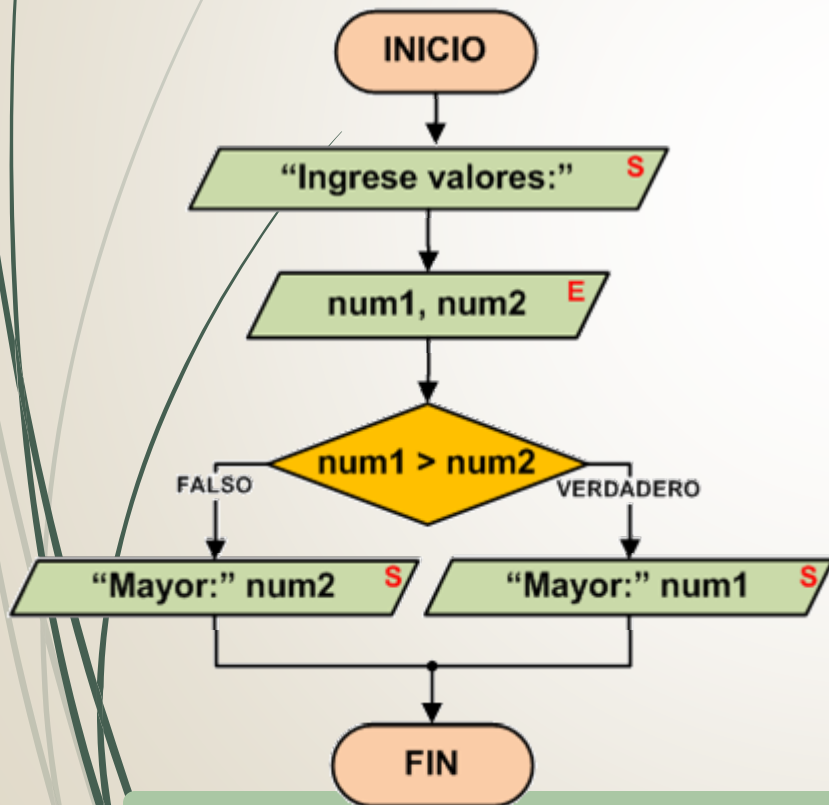 INICIO
“Ingrese valores:” S
num1, num2 E
num1 > num2
FALSO
VERDADERO
“Mayor:” num2 S
“Mayor:” num1 S
FIN